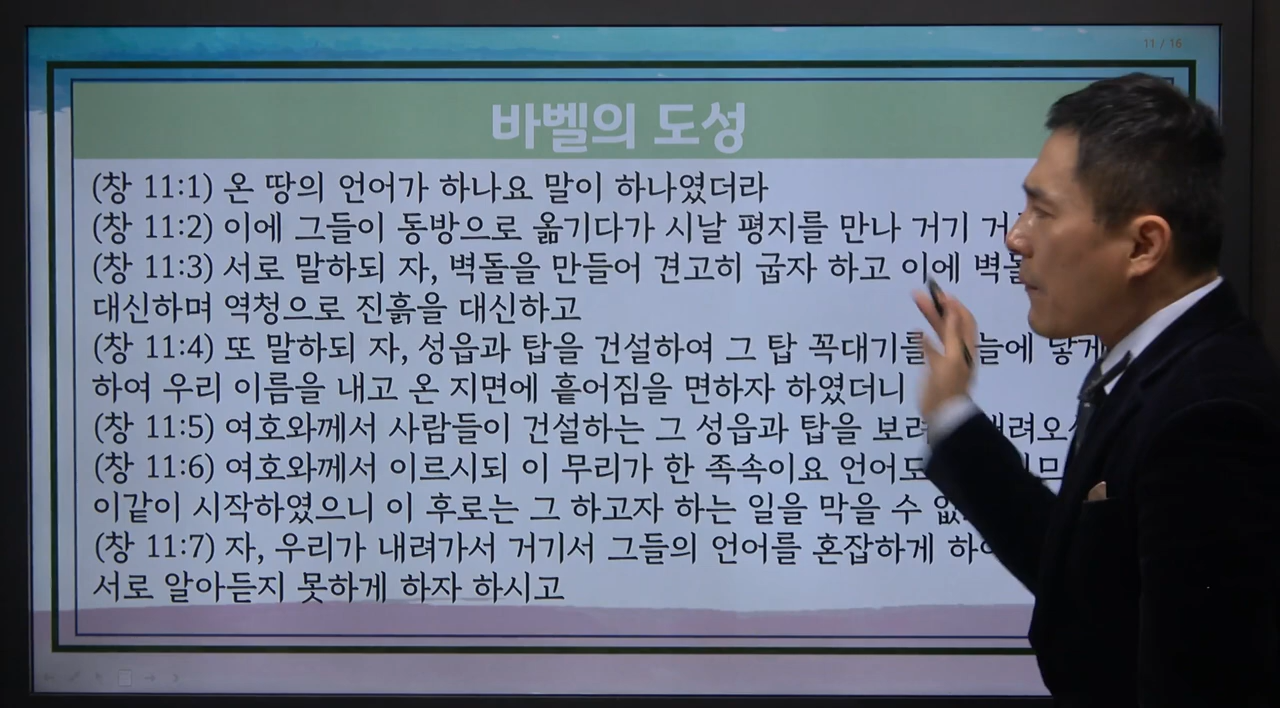 11 / 16
바벨의 도성
(창 11:1) 온 땅의 언어가 하나요 말이 하나였더라
(창 11:2) 이에 그들이 동방으로 옮기다가 시날 평지를 만나 거기
(창 11:3) 서로 말하되 자, 벽돌을 만들어 견고히 굽자 하고 이에
대신하며 역청으로 진흙을 대신하고
(창 11:4) 또 말하되 자, 성읍과 탑을 건설하여 그 탑 꼭대기를 닿게
하여 우리 이름을 내고 온 지면에 흩어짐을 면하자 하였더니
(창 11:5) 여호와께서 사람들이 건설하는 그 성읍과 탑을
(창 11:6) 여호와께서 이르시되 이 무리가 한 족속이요
이같이 시작하였으니 이 후로는 그 하고자 하는 일을 막을 수
(창 11:7) 자, 우리가 내려가서 거기서 그들의 언어를 혼잡하게
서로 알아듣지 못하게 하자 하시고